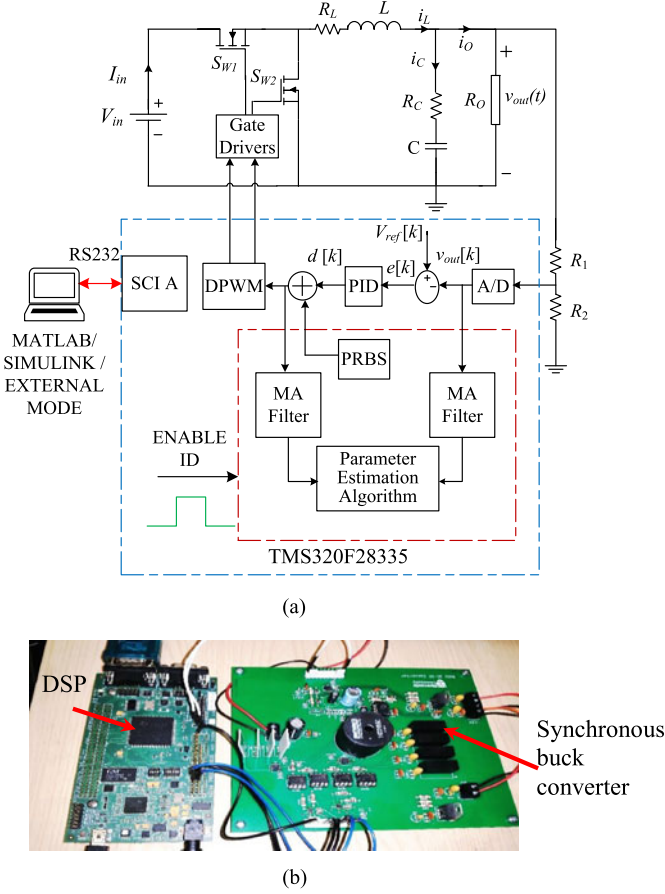 R_L
L
i_L
i_O
I_in
S_W1
S_W2
i_C
+
V_in
+
−
R_C
R_O
v_out(t)
Gate
Drivers
C
−
V_ref[k]
RS232
d [k]
e[k]
v_out[k]
R_1
SCI A
DPWM
PID
+
−
A/D
R_2
MATLAB/
SIMULINK /
EXTERNAL
MODE
PRBS
MA
Filter
MA
Filter
ENABLE
ID
Parameter
Estimation
Algorithm
TMS320F28335
(a)
DSP
Synchronous
buck
converter
(b)